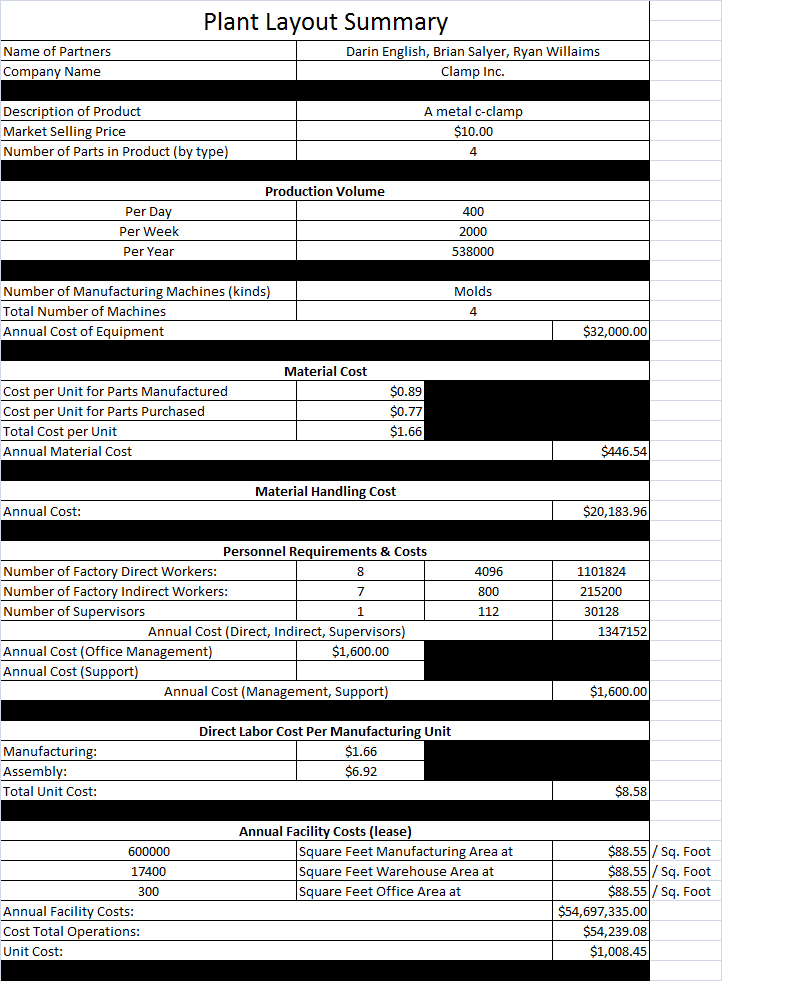 Plant Layout Summary
Name of Partners Darin English, Brian Salyer, Ryan Willaims
Company Name Clamp Inc.
Description of Product A metal c-clamp
Market Selling Price $10.00
Number of Parts in Product (by type) 4
Production Volume
Per Day 400
Per Week 2000
Per Year 538000
Number of Manufacturing Machines (kinds) Molds
Total Number of Machines 4
Annual Cost of Equipment $32,000.00
Material Cost
Cost per Unit for Parts Manufactured $0.89
Cost per Unit for Parts Purchased $0.77
Total Cost per Unit $1.66
Annual Material Cost $446.54
Material Handling Cost
Annual Cost: $20,183.96
Personnel Requirements & Costs
Number of Factory Direct Workers: 8 4096 1101824
Number of Factory Indirect Workers: 7 800 215200
Number of Supervisors 1 112 30128
Annual Cost (Direct, Indirect, Supervisors) 1347152
Annual Cost (Office Management) $1,600.00
Annual Cost (Support)
Annual Cost (Management, Support) $1,600.00
Direct Labor Cost Per Manufacturing Unit
Manufacturing: $1.66
Assembly: $6.92
Total Unit Cost: $8.58
Annual Facility Costs (lease)
600000 Square Feet Manufacturing Area at $88.55 / Sq. Foot
17400 Square Feet Warehouse Area at $88.55 / Sq. Foot
300 Square Feet Office Area at $88.55 / Sq. Foot
Annual Facility Costs: $54,697,335.00
Cost Total Operations: $54,239.08
Unit Cost: $1,008.45